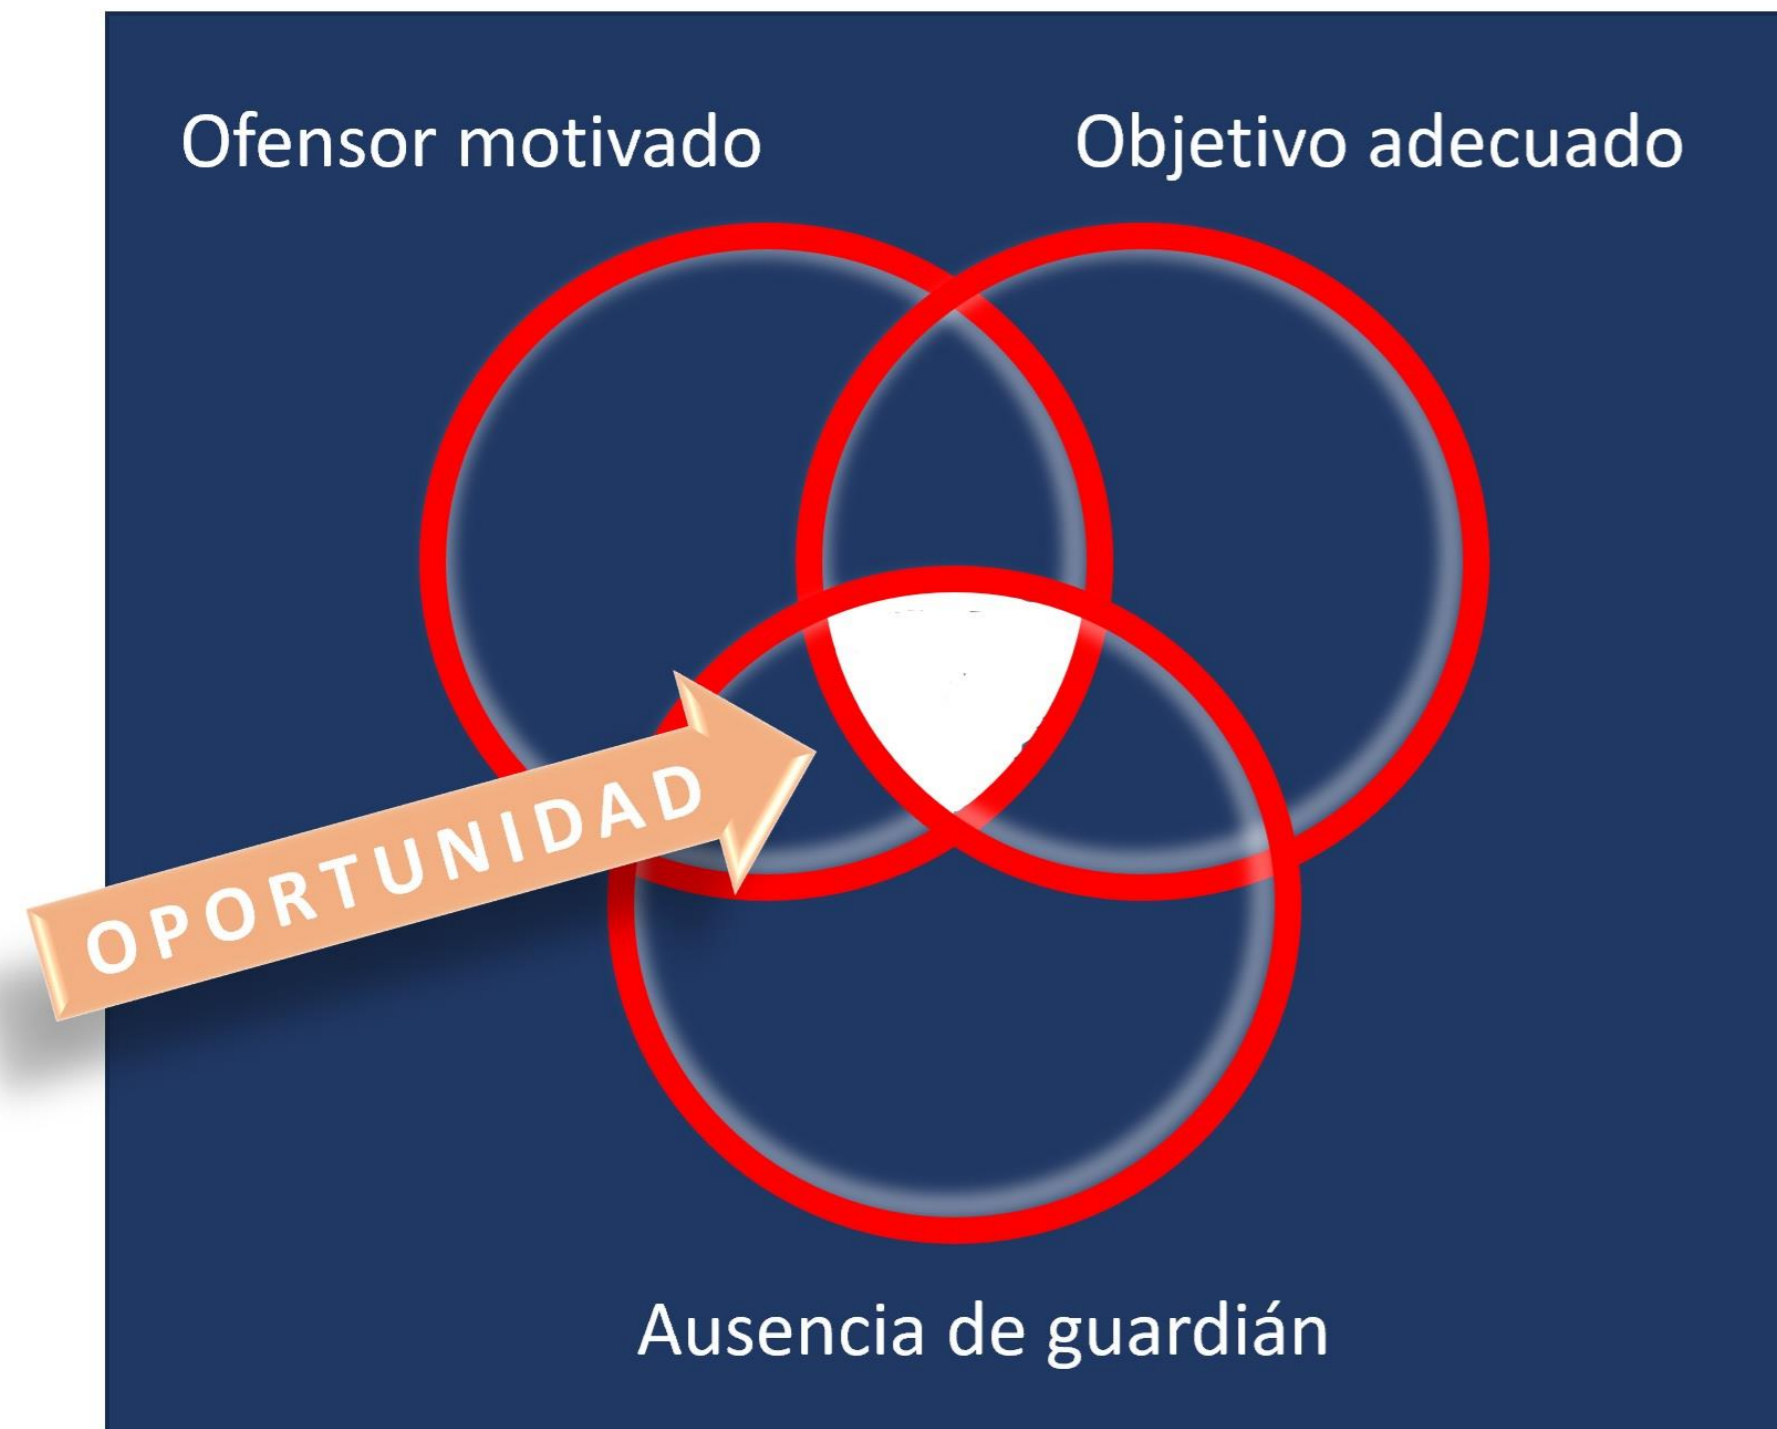 Ofensor motivado
Objetivo adecuado
OPORTUNIDAD
Ausencia de guardián